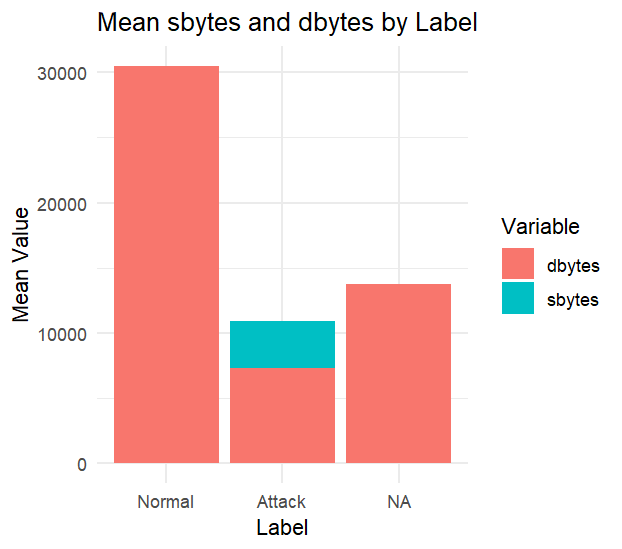 Mean sbytes and dbytes by Label
30000
20000
10000
0
Mean Value
Normal Attack NA
Label
Variable
dbytes
sbytes